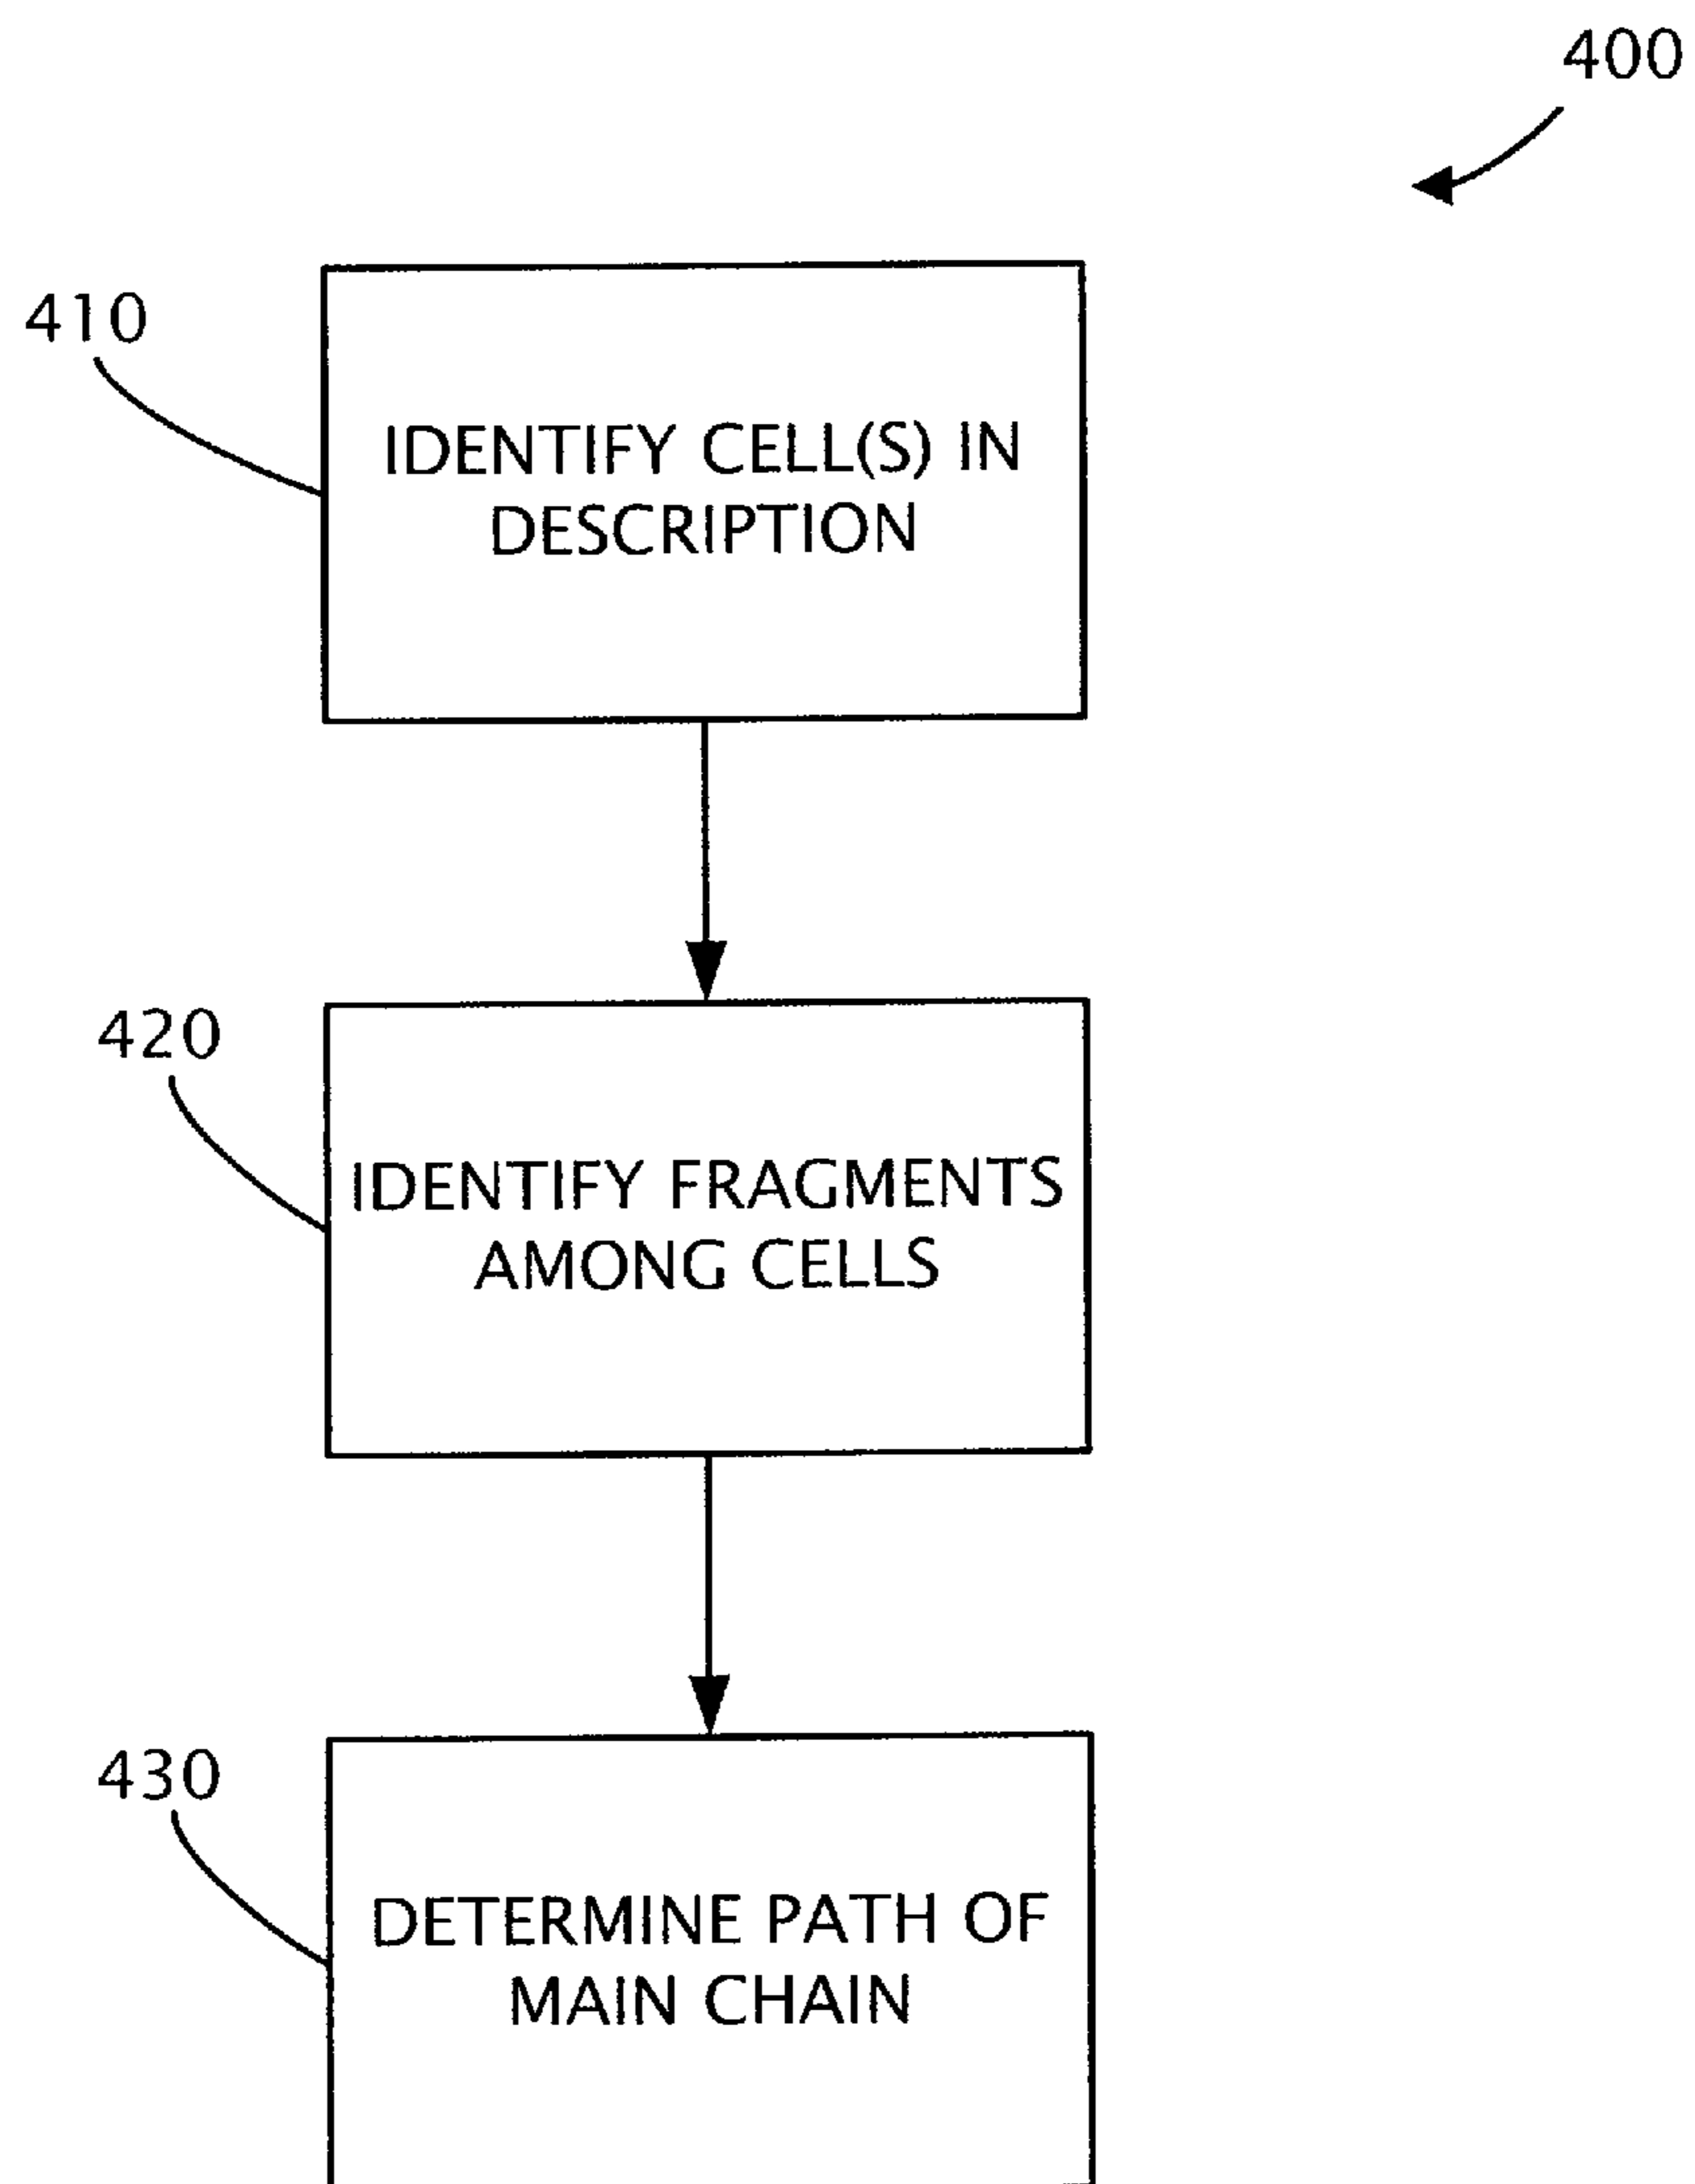 400
410
IDENTIFY CELL(S) IN
DESCRIPTION
420
IDENTIFY FRAGMENTS
AMONG CELLS
430
DETERMINE PATH OF
MAIN CHAIN